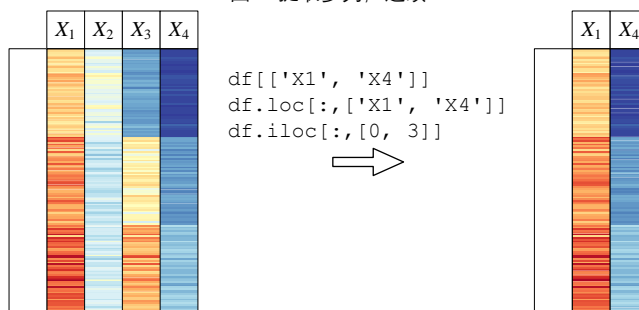 X1 X2 X3 X4
df[['X1', 'X4']]
df.loc[:,['X1', 'X4']]
df.iloc[:,[0, 3]]
X1 X4